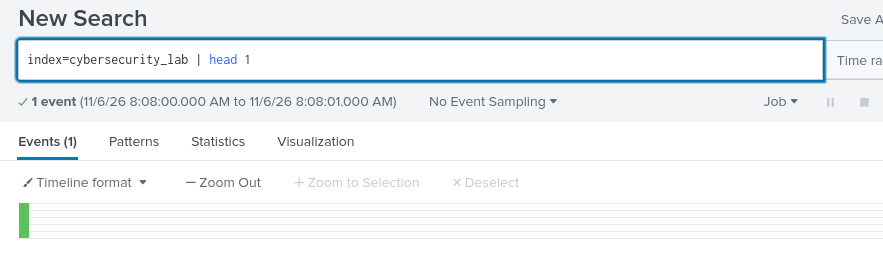 New Search
Save A
index=cybersecurity_lab | head 1
Time ra
1 event (11/6/26 8:08:00.000 AM to 11/6/26 8:08:01.000 AM) No Event Sampling Job
Events (1) Patterns Statistics Visualization
Timeline format — Zoom Out + Zoom to Selection × Deselect